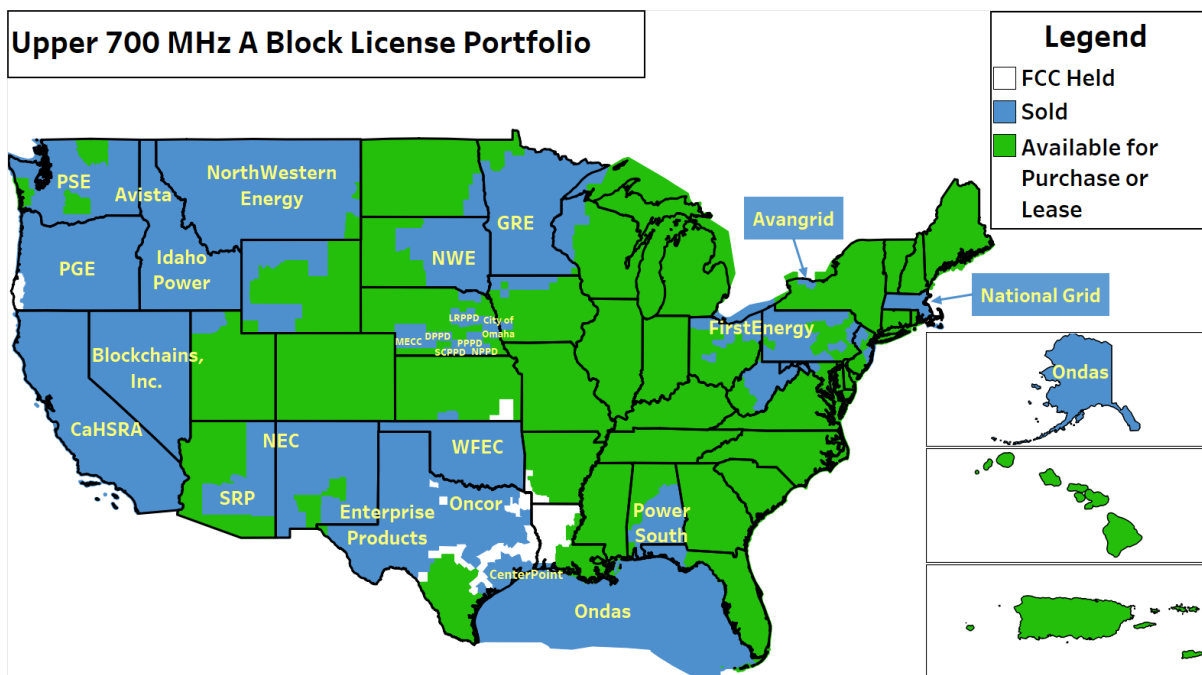 Upper 700 MHz A Block License Portfolio
Legend
FCC Held
Sold
Available for
Purchase or
Lease
PSE
Avista
NorthWestern
Energy
GRE
Avangrid
PGE
Idaho
Power
NWE
National Grid
LRPPD
City of
Omaha
MECC
DPPD
PPPD
SCPPD
NPPD
FirstEnergy
Blockchains,
Inc.
Ondas
CaHSRA
NEC
WFEC
SRP
Oncor
Enterprise
Products
Power
South
CenterPoint
Ondas